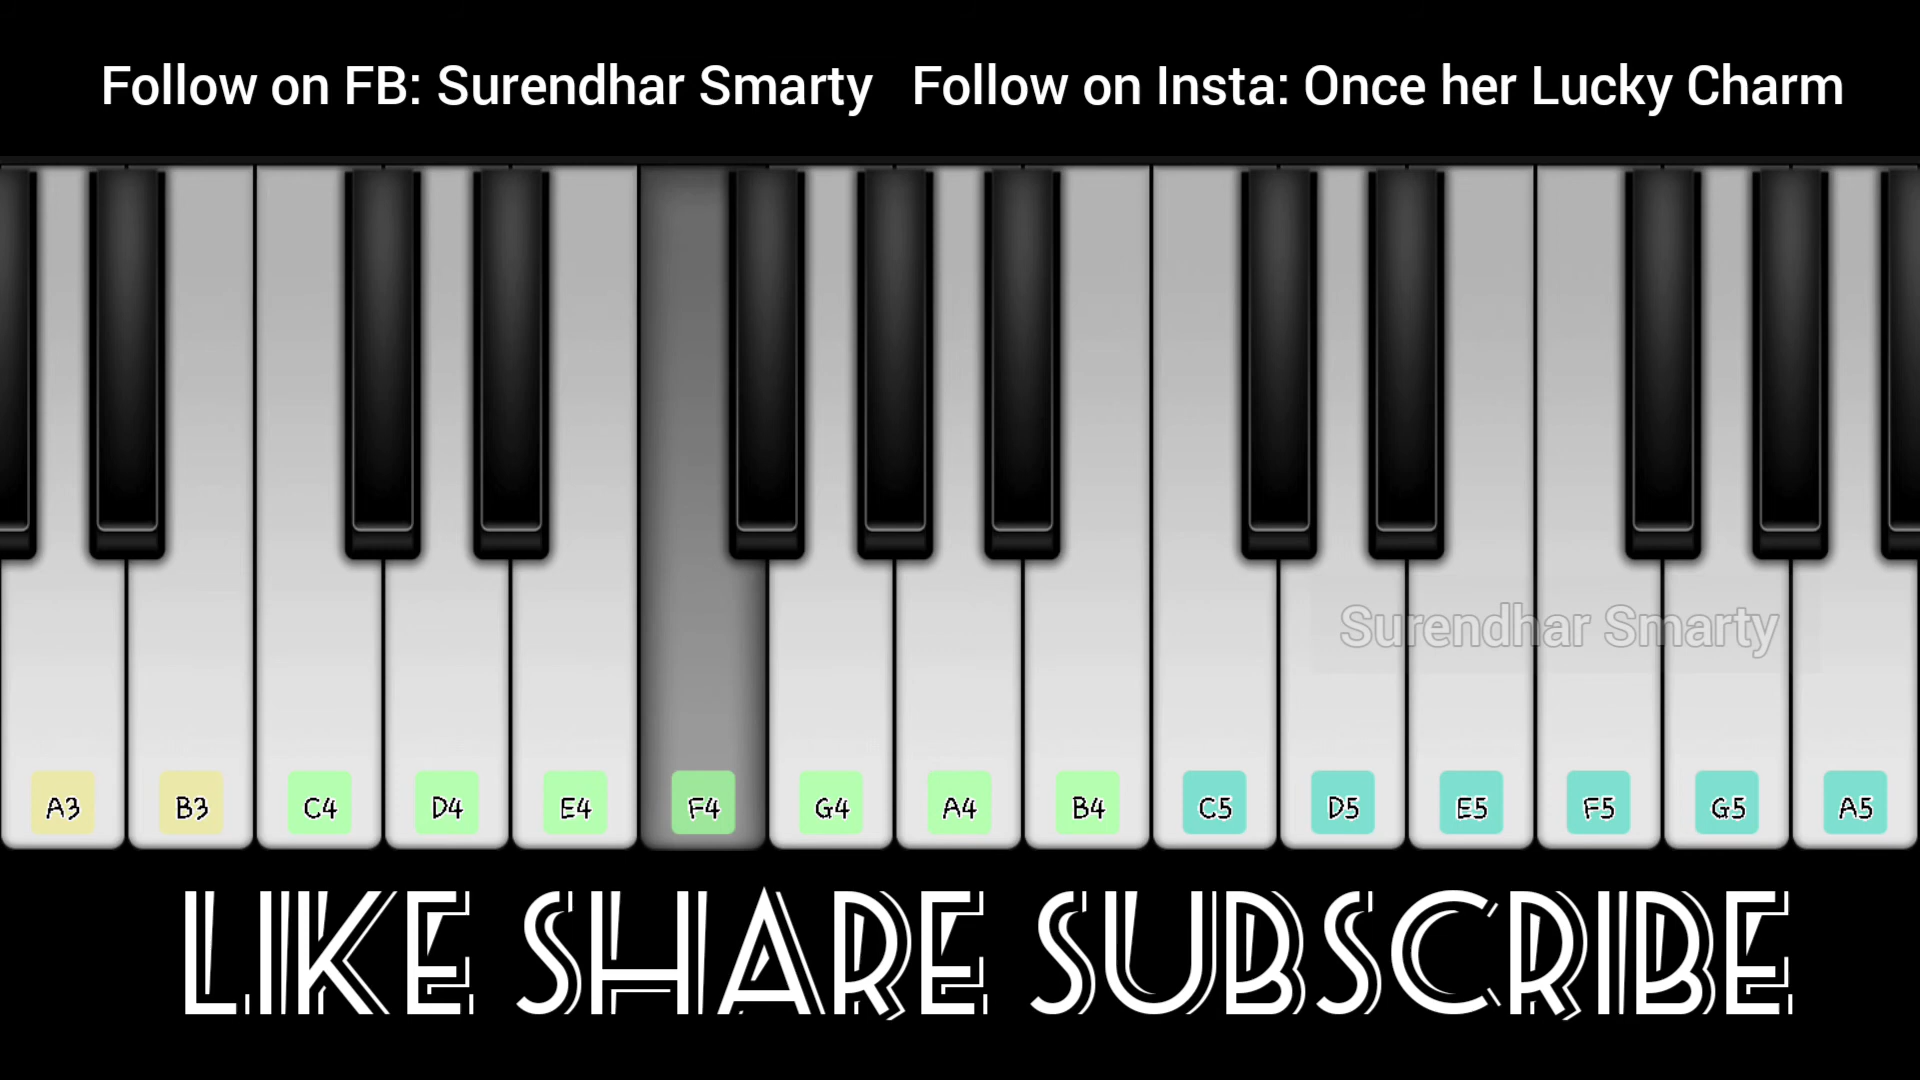 Follow on FB: Surendhar Smarty Follow on Insta: Once her Lucky Charm
Surendhar Smarty
A3 B3 C4 D4 E4 F4 G4 A4 B4 C5 D5 E5 F5 G5 A5
LIKE SHARE SUBSCRIBE